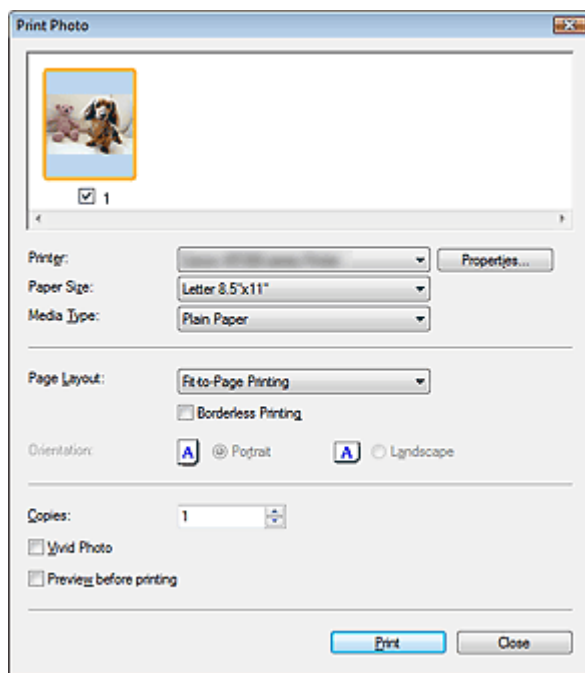 Print Photo
1
Printer:
Properties...
Paper Size: Letter 8.5"x11"
Media Type: Plain Paper
Page Layout: Fit-to-Page Printing
Borderless Printing
Orientation: A Portrait A Landscape
Copies: 1
Vivid Photo
Preview before printing
Print Close